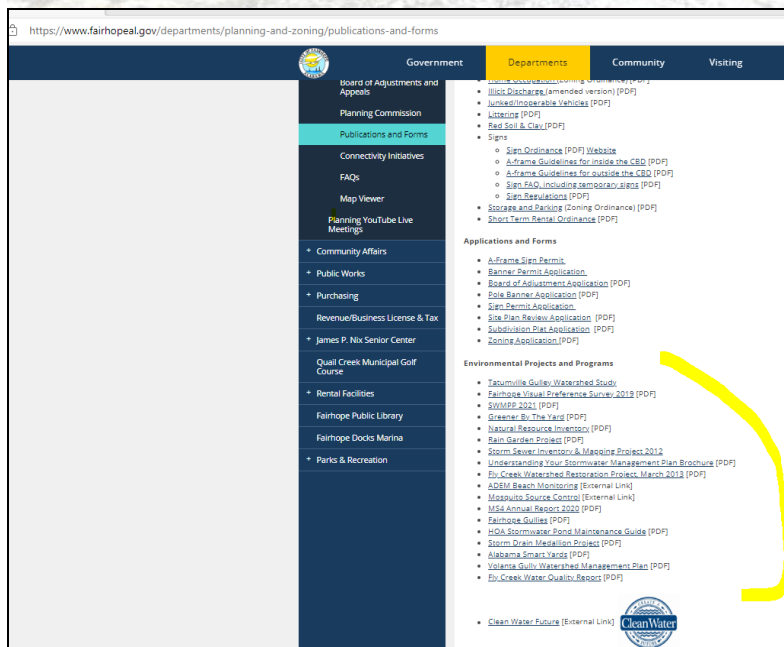 https://www.fairhopeal.gov/departments/planning-and-zoning/publications-and-forms
Government Departments Community Visiting
Board of Adjustments and
Appeals
Planning Commission
Publications and Forms
Connectivity Initiatives
FAQs
Map Viewer
Planning YouTube Live
Meetings
+ Community Affairs
+ Public Works
+ Purchasing
Revenue/Business License & Tax
+ James P. Nix Senior Center
Quail Creek Municipal Golf
Course
+ Rental Facilities
Fairhope Public Library
Fairhope Docks Marina
+ Parks & Recreation
Home Occupation (Zoning Ordinance) [PDF]
Illicit Discharge (amended version) [PDF]
Junked/Inoperable Vehicles [PDF]
Littering [PDF]
Red Soil & Clay [PDF]
Signs
Sign Ordinance [PDF] Website
A-frame Guidelines for inside the CBD [PDF]
A-frame Guidelines for outside the CBD [PDF]
Sign FAQ, including temporary signs [PDF]
Sign Regulations [PDF]
Storage and Parking (Zoning Ordinance) [PDF]
Short Term Rental Ordinance [PDF]
Applications and Forms
A-Frame Sign Permit
Banner Permit Application
Board of Adjustment Application [PDF]
Pole Banner Application [PDF]
Sign Permit Application
Site Plan Review Application [PDF]
Subdivision Plat Application [PDF]
Zoning Application [PDF]
Environmental Projects and Programs
Tatumville Gulley Watershed Study
Fairhope Visual Preference Survey 2019 [PDF]
SWMPP 2021 [PDF]
Greener By The Yard [PDF]
Natural Resource Inventory [PDF]
Rain Garden Project [PDF]
Storm Sewer Inventory & Mapping Project 2012
Understanding Your Stormwater Management Plan Brochure [PDF]
Fly Creek Watershed Restoration Project, March 2013 [PDF]
ADEM Beach Monitoring [External Link]
Mosquito Source Control [External Link]
MS4 Annual Report 2020 [PDF]
Fairhope Gullies [PDF]
HOA Stormwater Pond Maintenance Guide [PDF]
Storm Drain Medallion Project [PDF]
Alabama Smart Yards [PDF]
Volanta Gully Watershed Management Plan [PDF]
Fly Creek Water Quality Report [PDF]
Clean Water Future [External Link]
CREATE A
Clean Water